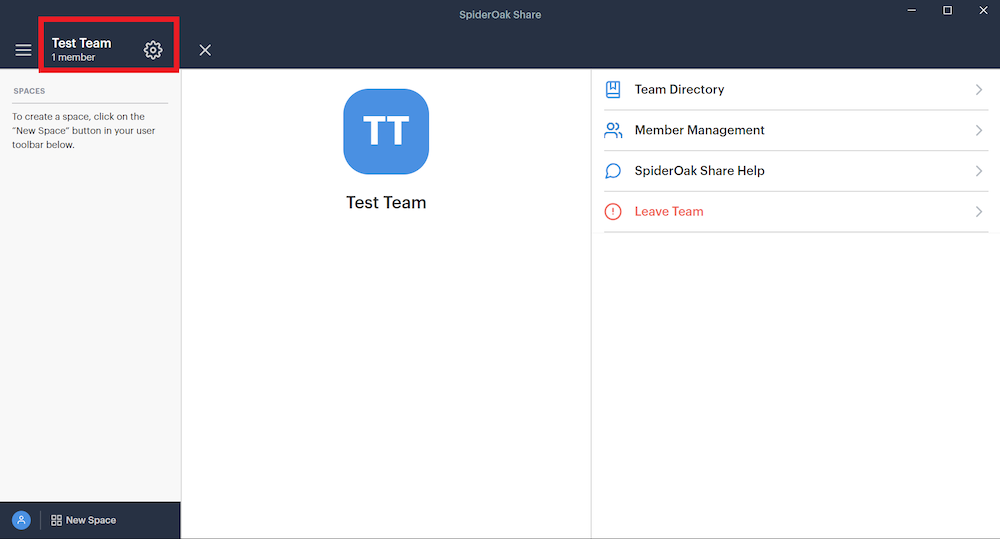 SpiderOak Share
Test Team
1 member
SPACES
To create a space, click on the
"New Space" button in your user
toolbar below.
TT
Test Team
Team Directory
Member Management
SpiderOak Share Help
Leave Team
New Space